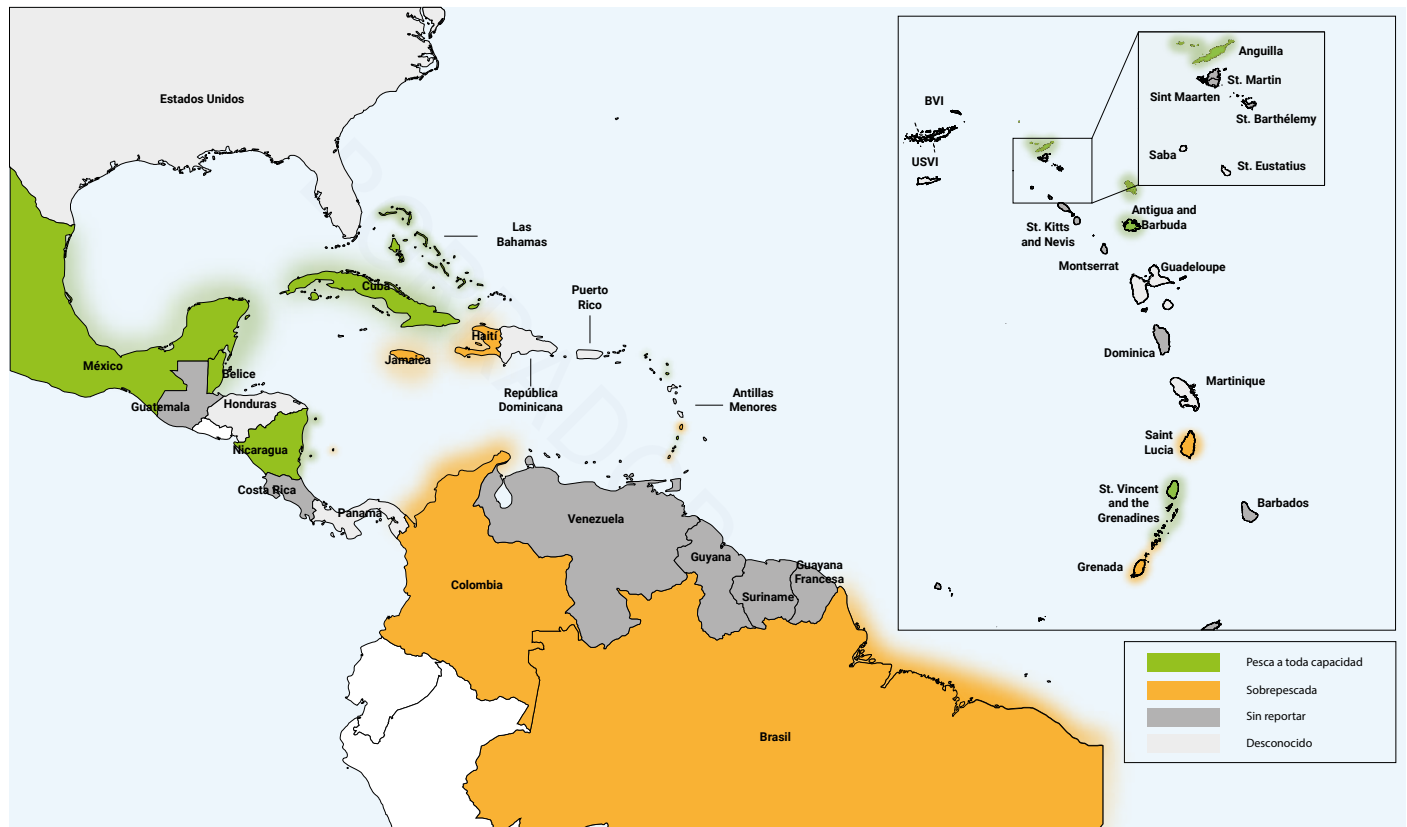 Estados Unidos
Las
Bahamas
Cuba
Puerto
Rico
Haití
Jamaica
República
Dominicana
Antillas
Menores
México
Belice
Guatemala
Honduras
Nicaragua
Costa Rica
Panamá
Venezuela
Guyana
Guayana
Francesa
Suriname
Colombia
Brasil
BORRADOR
BVI
USVI
Anguilla
St. Martin
Sint Maarten
St. Barthélemy
Saba
St. Eustatius
Antigua and
Barbuda
St. Kitts
and Nevis
Montserrat
Guadeloupe
Dominica
Martinique
Saint
Lucia
St. Vincent
and the
Grenadines
Barbados
Grenada
Pesca a toda capacidad
Sobrepescada
Sin reportar
Desconocido